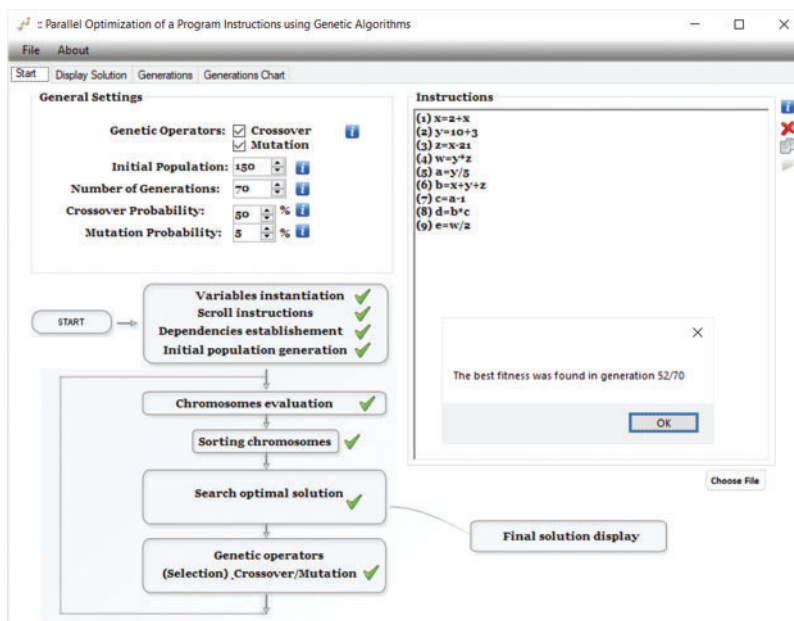 :: Parallel Optimization of a Program Instructions using Genetic Algorithms
File About
Start Display Solution Generations Generations Chart
General Settings
Genetic Operators: Crossover
Mutation
Initial Population: 150
Number of Generations: 70
Crossover Probability: 50 %
Mutation Probability: 5 %
Instructions
(1) x=2+x
(2) y=10+3
(3) z=x-21
(4) w=y*z
(5) a=y/5
(6) b=x+y+z
(7) c=a-1
(8) d=b*c
(9) e=w/2
START
Variables instantiation
Scroll instructions
Dependencies establishement
Initial population generation
Chromosomes evaluation
Sorting chromosomes
Search optimal solution
Genetic operators
(Selection) .Crossover/Mutation
The best fitness was found in generation 52/70
OK
Choose File
Final solution display